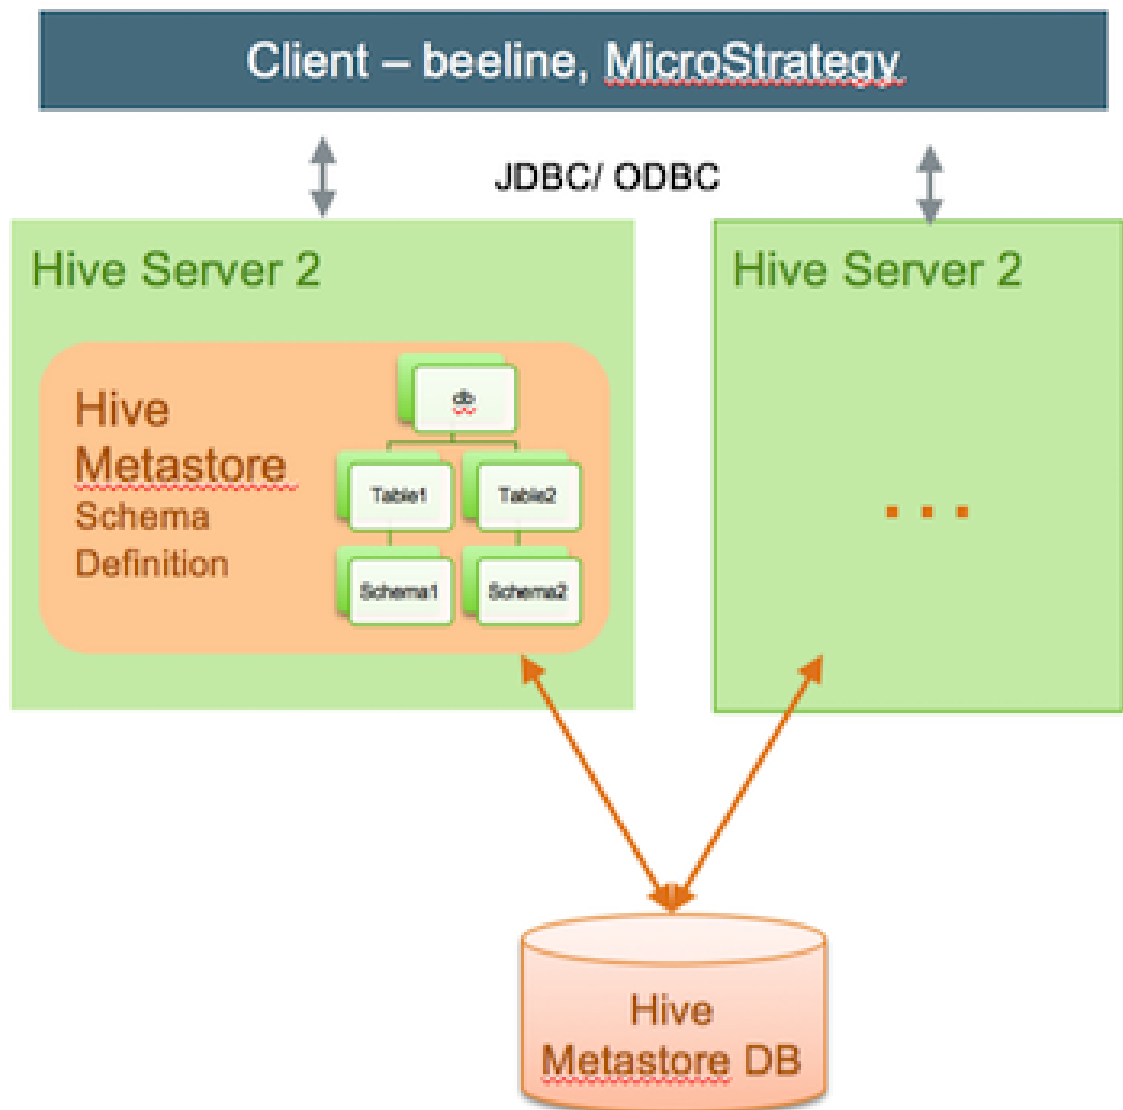 Client – beeline, MicroStrategy
JDBC/ ODBC
Hive Server 2
Hive
Metastore
Schema
Definition
db
Table1
Table2
Schema1
Schema2
Hive Server 2
...
Hive
Metastore DB